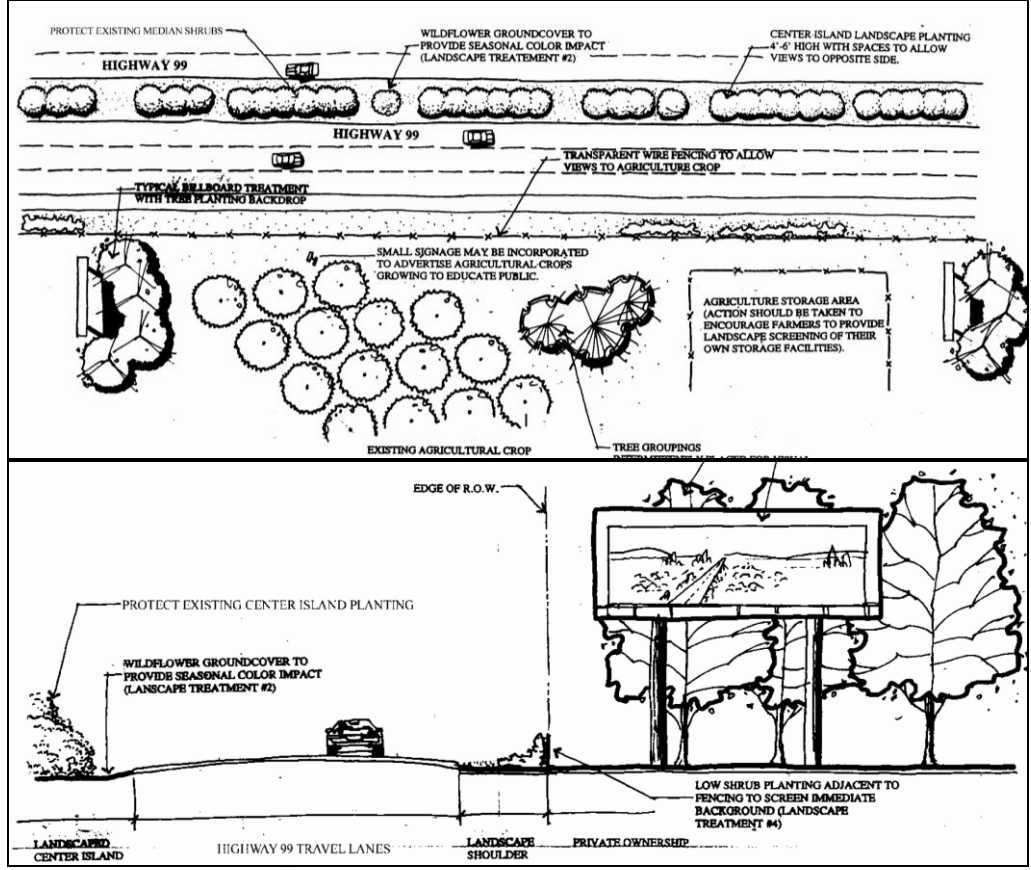 PROTECT EXISTING MEDIAN SHRUBS
WILDFLOWER GROUNDCOVER TO
PROVIDE SEASONAL COLOR IMPACT
(LANDSCAPE TREATEMENT #2)
CENTER ISLAND LANDSCAPE PLANTING
4'-6' HIGH WITH SPACES TO ALLOW
VIEWS TO OPPOSITE SIDE.
HIGHWAY 99
HIGHWAY 99
TRANSPARENT WIRE FENCING TO ALLOW
VIEWS TO AGRICULTURE CROP
TYPICAL BILLBOARD TREATMENT
WITH TREE PLANTING BACKDROP
SMALL SIGNAGE MAY BE INCORPORATED
TO ADVERTISE AGRICULTURAL CROPS
GROWING TO EDUCATE PUBLIC.
AGRICULTURE STORAGE AREA
(ACTION SHOULD BE TAKEN TO
ENCOURAGE FARMERS TO PROVIDE
LANDSCAPE SCREENING OF THEIR
OWN STORAGE FACILITIES).
EXISTING AGRICULTURAL CROP
TREE GROUPINGS
INTERMITTENTLY PLACED FOR VISUAL
EDGE OF R.O.W.
PROTECT EXISTING CENTER ISLAND PLANTING
WILDFLOWER GROUNDCOVER TO
PROVIDE SEASONAL COLOR IMPACT
(LANSCAPE TREATMENT #2)
LOW SHRUB PLANTING ADJACENT TO
FENCING TO SCREEN IMMEDIATE
BACKGROUND (LANDSCAPE
TREATMENT #4)
LANDSCAPED
CENTER ISLAND
HIGHWAY 99 TRAVEL LANES
LANDSCAPE
SHOULDER
PRIVATE OWNERSHIP